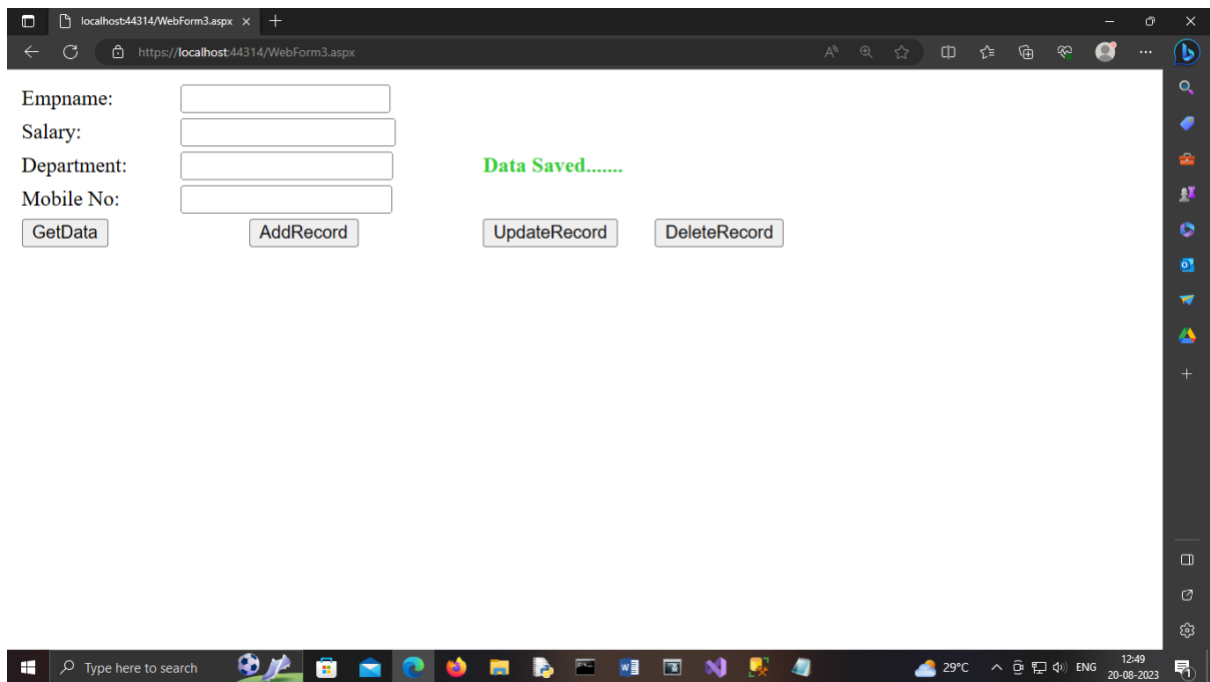 localhost:44314/WebForm3.aspx
https://localhost:44314/WebForm3.aspx
Empname:
Salary:
Department:
Data Saved.......
Mobile No:
GetData AddRecord UpdateRecord DeleteRecord
Type here to search
29°C ENG 12:49
20-08-2023